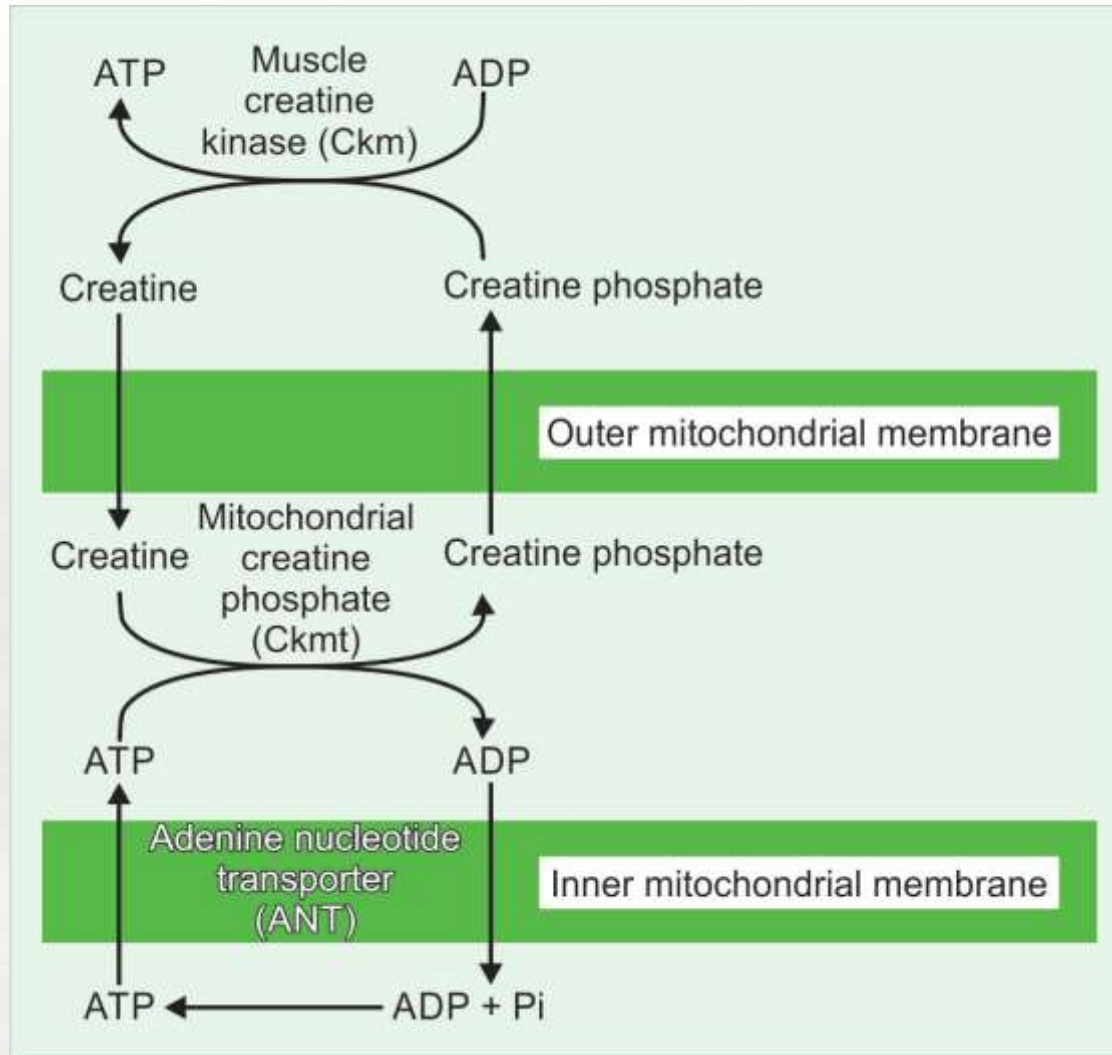 ATP
Muscle
creatine
kinase (Ckm)
ADP
Creatine
Creatine phosphate
Outer mitochondrial membrane
Creatine
Mitochondrial
creatine
phosphate
(Ckmt)
Creatine phosphate
ATP
ADP
Adenine nucleotide
transporter
(ANT)
Inner mitochondrial membrane
ATP
ADP + Pi